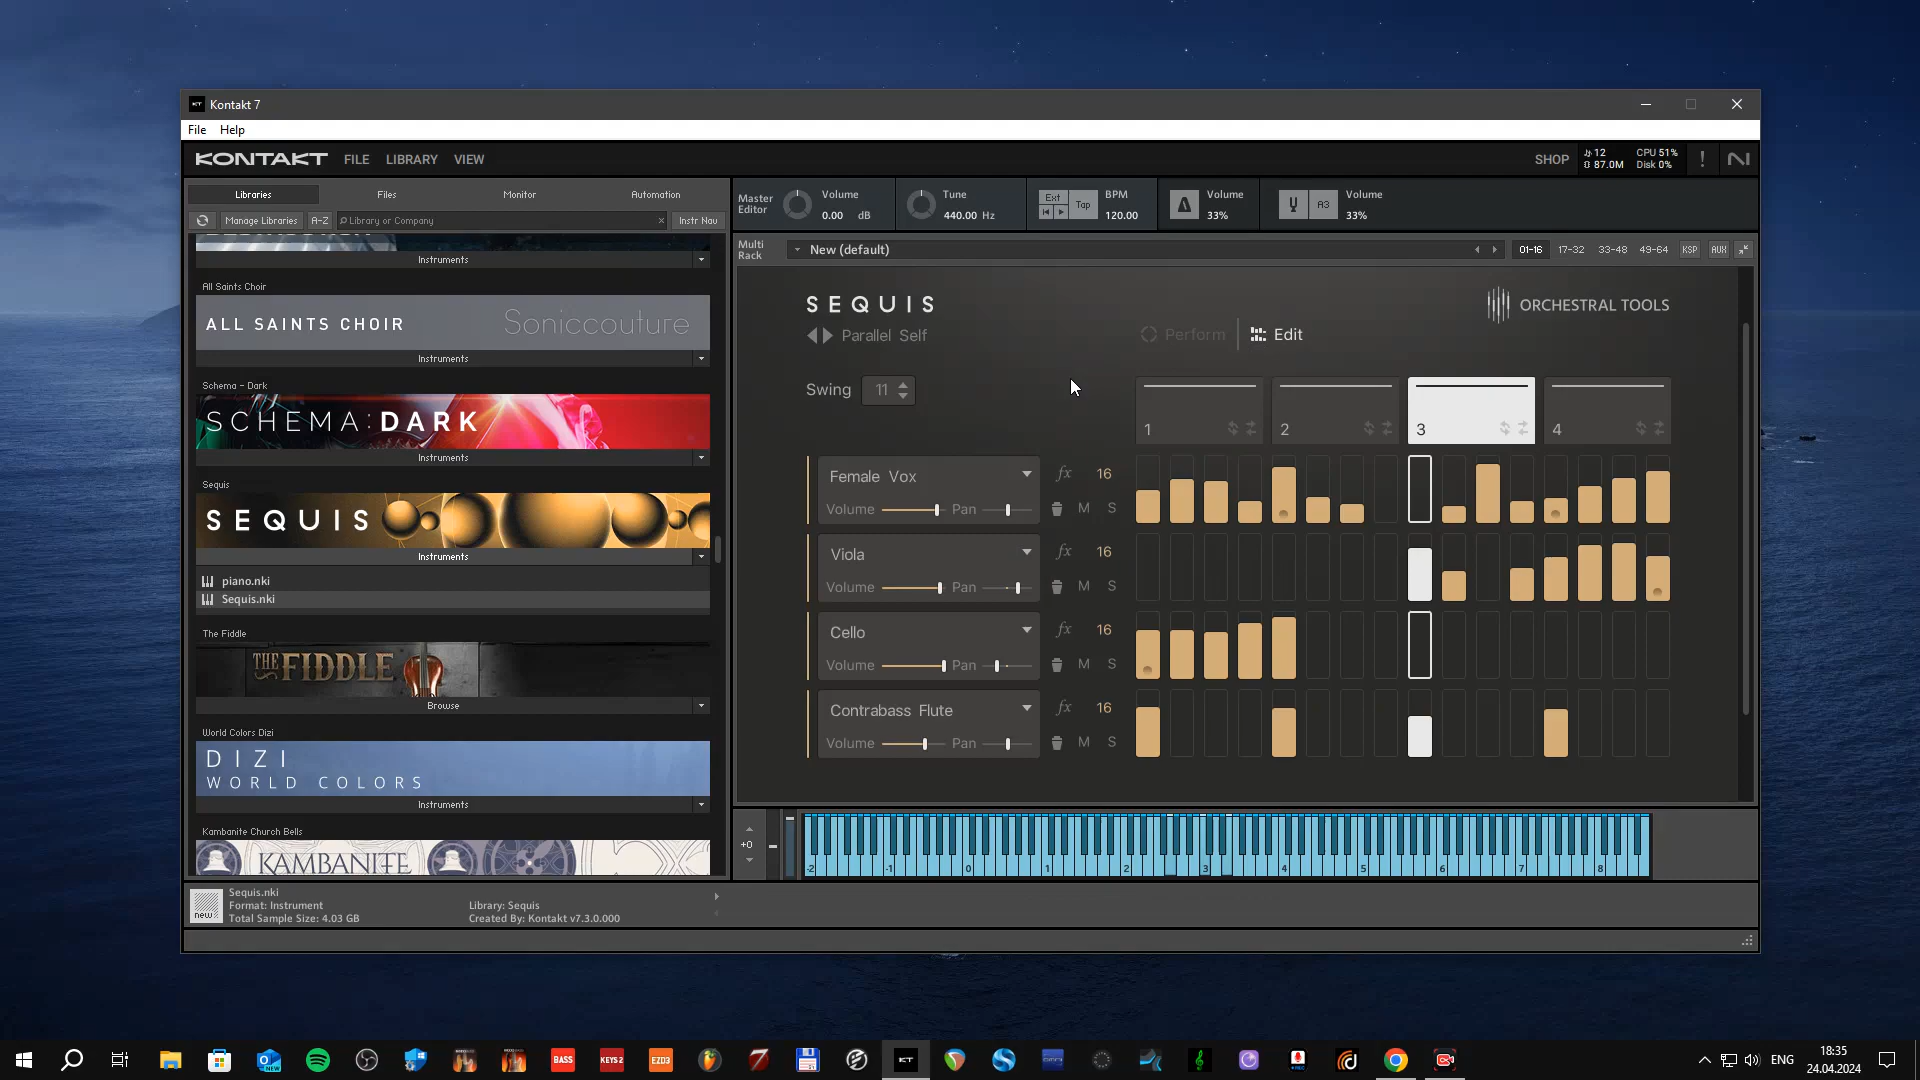 Kontakt 7
File Help
KONTAKT FILE LIBRARY VIEW
SHOP
12
87.0M
CPU 51%
Disk 0%
!
Libraries Files Monitor Automation
Manage Libraries A-Z Library or Company × Instr Nav
Instruments
All Saints Choir
ALL SAINTS CHOIR Soniccouture
Instruments
Schema - Dark
SCHEMA:DARK
Instruments
Sequis
SEQUIS
Instruments
piano.nki
Sequis.nki
The Fiddle
THE FIDDLE
Browse
World Colors Dizi
DIZI
WORLD COLORS
Instruments
Kambanite Church Bells
KAMBANITE
new
Sequis.nki
Format: Instrument
Total Sample Size: 4.03 GB
Library: Sequis
Created By: Kontakt v7.3.0.000
Master Editor
Volume
0.00 dB
Tune
440.00 Hz
Ext
Tap
BPM
120.00
Volume
33%
A3
Volume
33%
Multi Rack
New (default)
01-16 17-32 33-48 49-64 KSP AUX
SEQUIS
ORCHESTRAL TOOLS
Parallel Self
Perform Edit
Swing 11
1 2 3 4
Female Vox fx 16
Volume Pan M S
Viola fx 16
Volume Pan M S
Cello fx 16
Volume Pan M S
Contrabass Flute fx 16
Volume Pan M S
+0
-2 -1 0 1 2 3 4 5 6 7 8
NEW
BASS
KEYS 2
EZD3
KT
ENG
18:35
24.04.2024